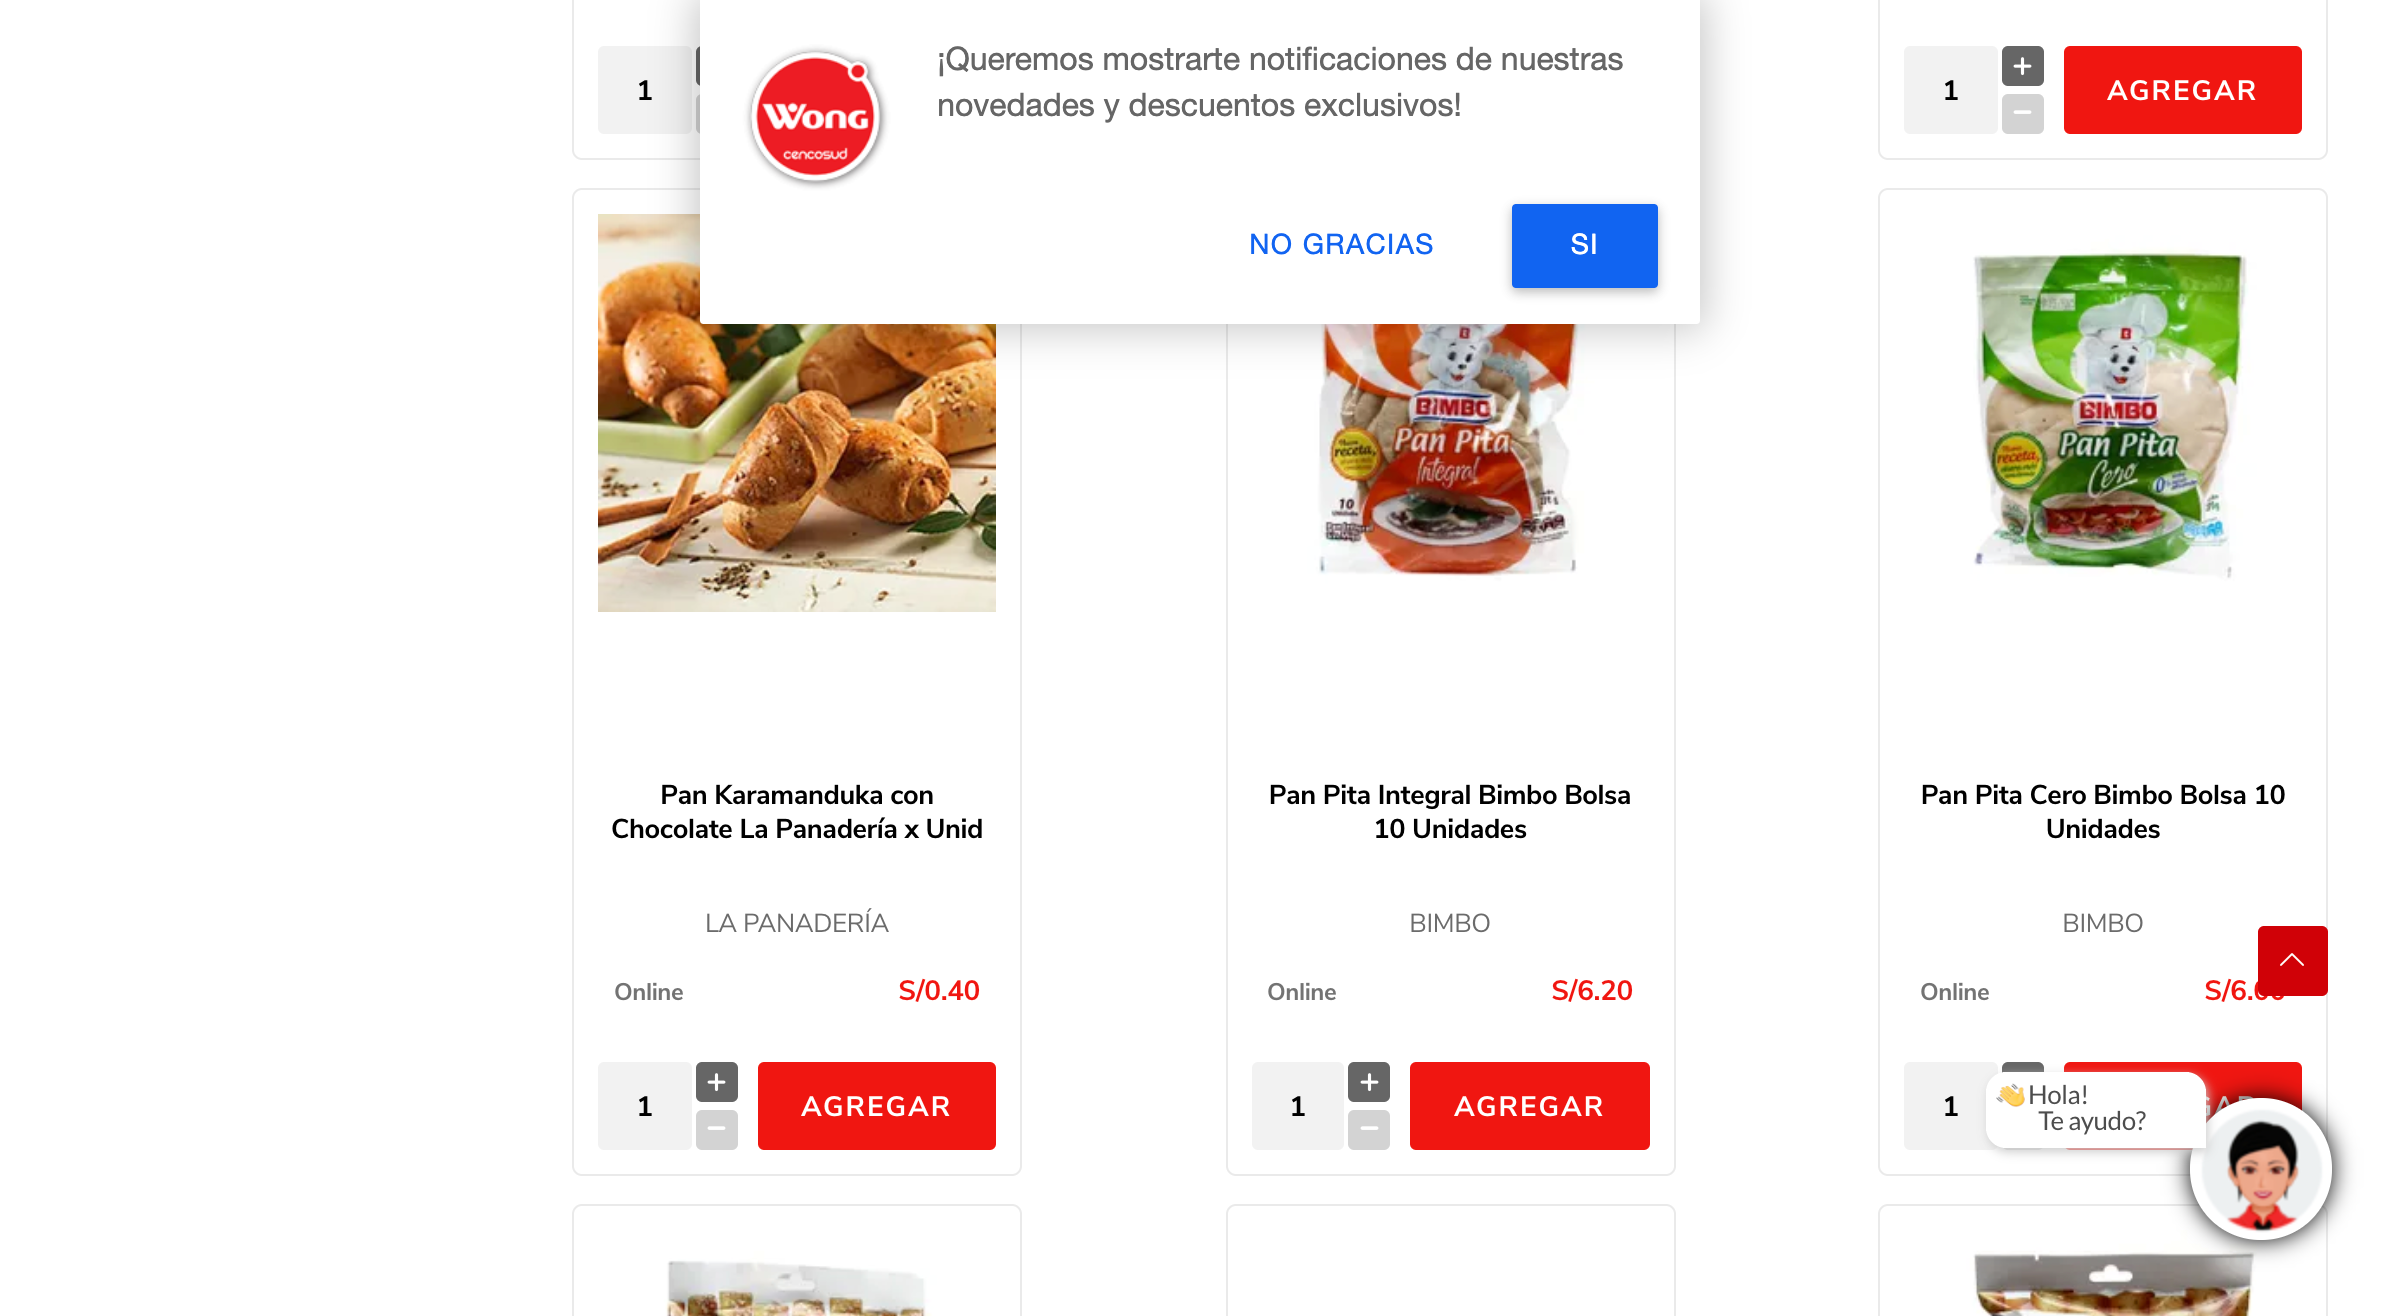 ¡Queremos mostrarte notificaciones de nuestras
novedades y descuentos exclusivos!
Wong
cencosud
NO GRACIAS
SI
1
1
+
−
AGREGAR
BIMBO
Pan Pita
Integral
receta,
10
BIMBO
Pan Pita
Cero
receta,
Pan Karamanduka con
Chocolate La Panadería x Unid
LA PANADERÍA
Online
S/0.40
1
+
−
AGREGAR
Pan Pita Integral Bimbo Bolsa
10 Unidades
BIMBO
Online
S/6.20
1
+
−
AGREGAR
Pan Pita Cero Bimbo Bolsa 10
Unidades
BIMBO
Online
S/6.
1
👋Hola!
Te ayudo?